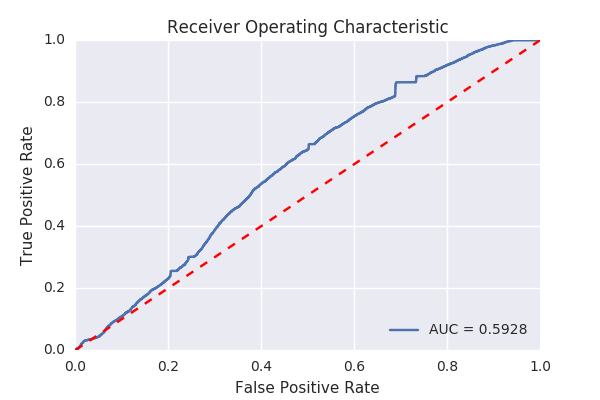 Receiver Operating Characteristic
1.0
0.8
0.6
0.4
0.2
0.0
True Positive Rate
AUC = 0.5928
0.0 0.2 0.4 0.6 0.8 1.0
False Positive Rate